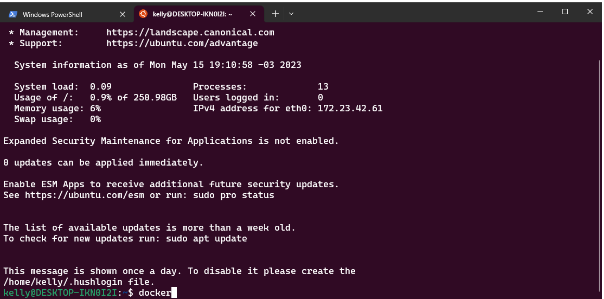 Windows PowerShell
kelly@DESKTOP-IKN0I2I: ~
* Management: https://landscape.canonical.com
* Support: https://ubuntu.com/advantage
System information as of Mon May 15 19:10:58 -03 2023
System load: 0.09 Processes: 13
Usage of /: 0.9% of 250.98GB Users logged in: 0
Memory usage: 6% IPv4 address for eth0: 172.23.42.61
Swap usage: 0%
Expanded Security Maintenance for Applications is not enabled.
0 updates can be applied immediately.
Enable ESM Apps to receive additional future security updates.
See https://ubuntu.com/esm or run: sudo pro status
The list of available updates is more than a week old.
To check for new updates run: sudo apt update
This message is shown once a day. To disable it please create the
/home/kelly/.hushlogin file.
kelly@DESKTOP-IKN0I2I:~$ docker